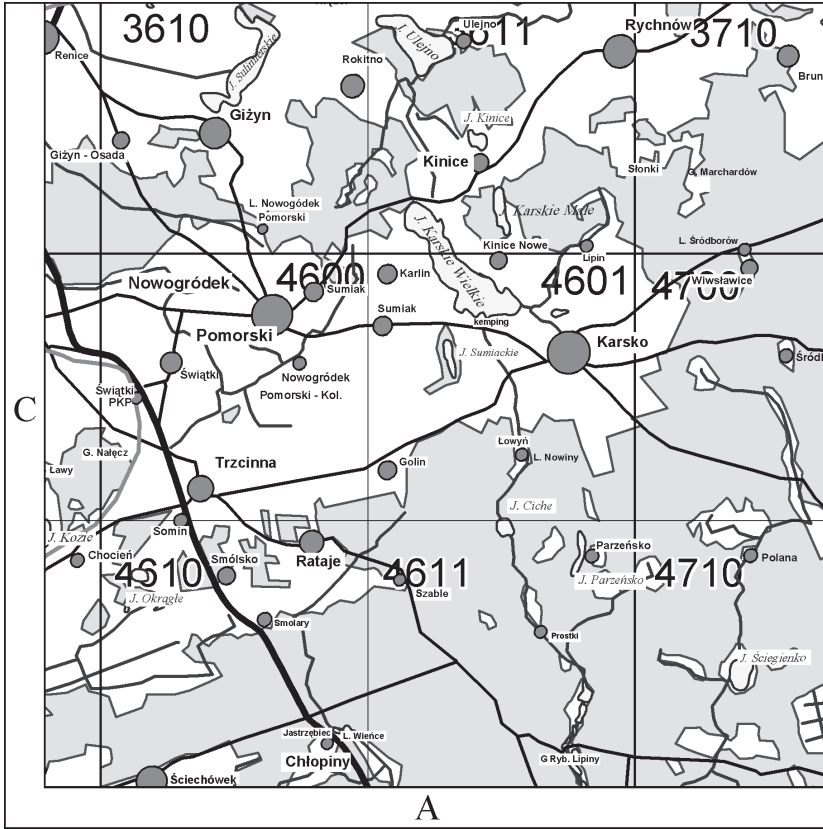 3610
Ulejno
3611
Rychnów
3710
Renice
J. Sulimierskie
J. Ulejno
Rokitno
Brun
Giżyn
J. Kinice
Giżyn - Osada
Kinice
Słonki
G. Marchardów
L. Nowogódek
Pomorski
J. Karskie Małe
J. Karskie Wielkie
Kinice Nowe
L. Śródborów
Lipin
Nowogródek
4600
Karlin
4601
4700
Wiwsławice
Sumiak
Pomorski
Sumiak
kemping
Karsko
J. Sumiackie
Śródł
Świątki
Nowogródek
Pomorski - Kol.
Świątki
PKP
C
Łowyń
G. Nałęcz
Trzcinna
Golin
L. Nowiny
Ławy
J. Ciche
Somin
J. Kozie
Chocień
Smólsko
Rataje
Parzeńsko
Polana
4610
4611
J. Parzeńsko
4710
J. Okrągłe
Szable
Smolary
Prostki
J. Ściegienko
Jastrzębiec
L. Wieńce
Chłopiny
G Ryb. Lipiny
Ściechówek
A